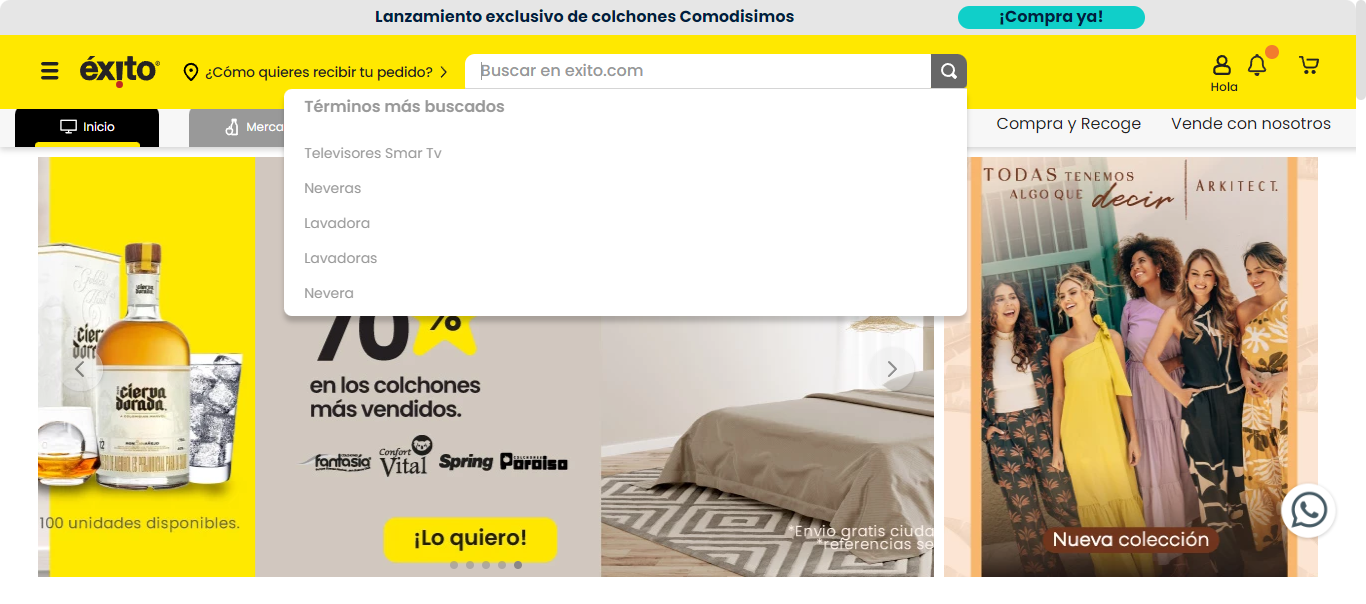 Lanzamiento exclusivo de colchones Comodisimos
¡Compra ya!
éxito
¿Cómo quieres recibir tu pedido?
Buscar en exito.com
Hola
Inicio
Merca
Términos más buscados
Televisores Smar Tv
Neveras
Lavadora
Lavadoras
Nevera
Compra y Recoge
Vende con nosotros
cierva
dorada
100 unidades disponibles.
70%
en los colchones
más vendidos.
fantasía
Confort
Vital
Spring
Paraiso
¡Lo quiero!
*Envío gratis ciuda
*referencias se
TODAS TENEMOS
ALGO QUE decir
ARKITECT.
Nueva colección